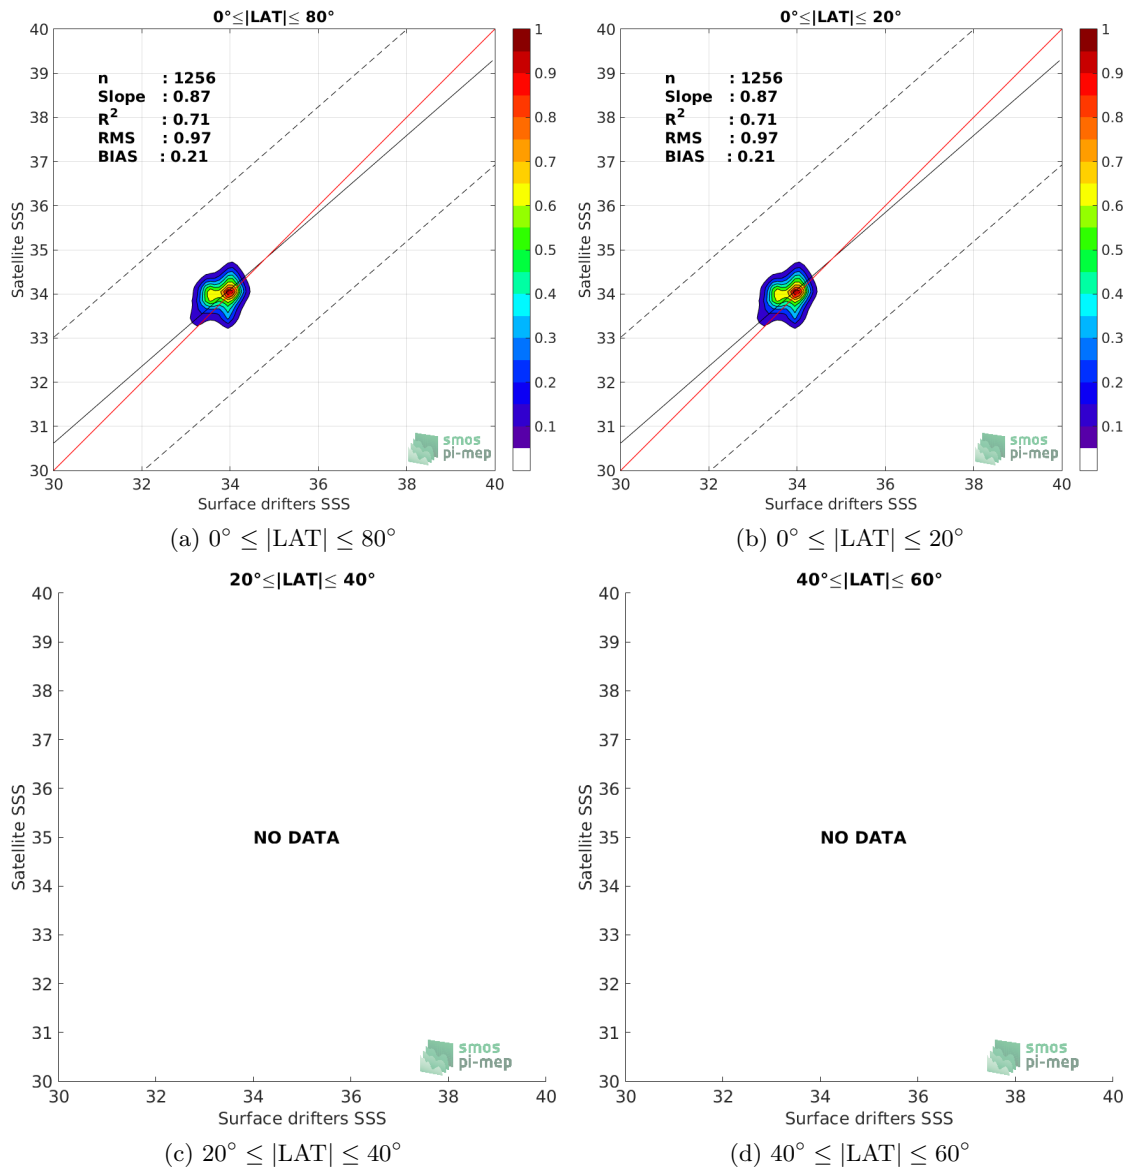 0°≤|LAT|≤ 80°
40
39
38
37
36
35
34
33
32
31
30
Satellite SSS
n : 1256
Slope : 0.87
R2 : 0.71
RMS : 0.97
BIAS : 0.21
smos
pi-mep
30 32 34 36 38 40
Surface drifters SSS
1
0.9
0.8
0.7
0.6
0.5
0.4
0.3
0.2
0.1
(a) 0° ≤ |LAT| ≤ 80°
0°≤|LAT|≤ 20°
40
39
38
37
36
35
34
33
32
31
30
Satellite SSS
n : 1256
Slope : 0.87
R2 : 0.71
RMS : 0.97
BIAS : 0.21
smos
pi-mep
30 32 34 36 38 40
Surface drifters SSS
1
0.9
0.8
0.7
0.6
0.5
0.4
0.3
0.2
0.1
(b) 0° ≤ |LAT| ≤ 20°
20°≤|LAT|≤ 40°
40
39
38
37
36
35
34
33
32
31
30
Satellite SSS
NO DATA
smos
pi-mep
30 32 34 36 38 40
Surface drifters SSS
(c) 20° ≤ |LAT| ≤ 40°
40°≤|LAT|≤ 60°
40
39
38
37
36
35
34
33
32
31
30
Satellite SSS
NO DATA
smos
pi-mep
30 32 34 36 38 40
Surface drifters SSS
(d) 40° ≤ |LAT| ≤ 60°